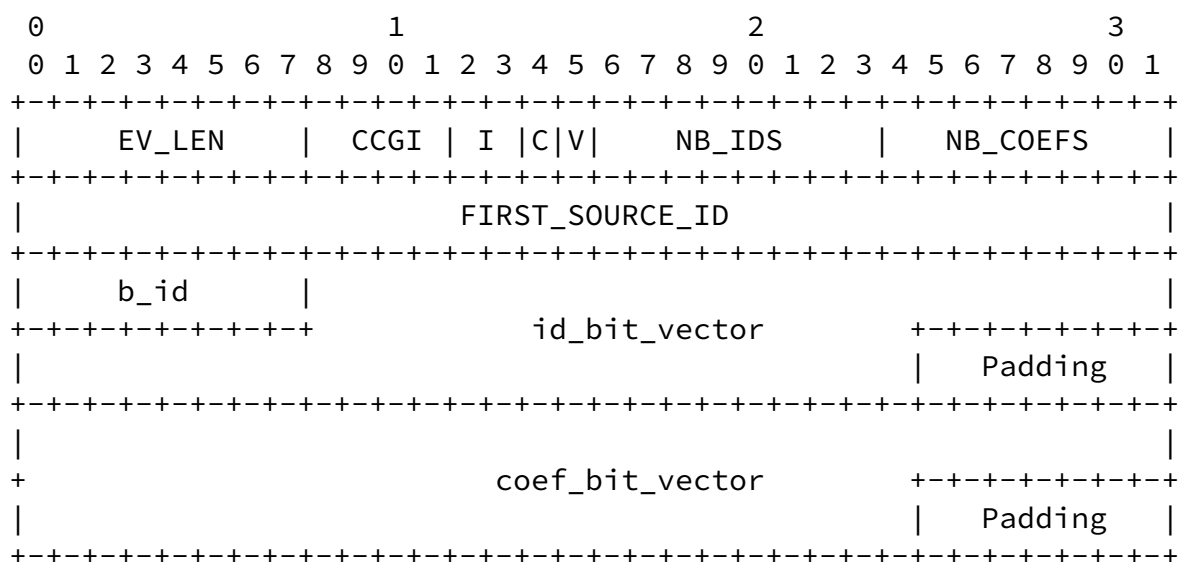 0                   1                   2                   3
 0 1 2 3 4 5 6 7 8 9 0 1 2 3 4 5 6 7 8 9 0 1 2 3 4 5 6 7 8 9 0 1
+-+-+-+-+-+-+-+-+-+-+-+-+-+-+-+-+-+-+-+-+-+-+-+-+-+-+-+-+-+-+-+-+
|     EV_LEN    |  CCGI | I |C|V|    NB_IDS     |   NB_COEFS    |
+-+-+-+-+-+-+-+-+-+-+-+-+-+-+-+-+-+-+-+-+-+-+-+-+-+-+-+-+-+-+-+-+
|                        FIRST_SOURCE_ID                        |
+-+-+-+-+-+-+-+-+-+-+-+-+-+-+-+-+-+-+-+-+-+-+-+-+-+-+-+-+-+-+-+-+
|     b_id      |                                               |
+-+-+-+-+-+-+-+-+            id_bit_vector        +-+-+-+-+-+-+-+
|                                                 |   Padding   |
+-+-+-+-+-+-+-+-+-+-+-+-+-+-+-+-+-+-+-+-+-+-+-+-+-+-+-+-+-+-+-+-+
|                                                               |
+                          coef_bit_vector        +-+-+-+-+-+-+-+
|                                                 |   Padding   |
+-+-+-+-+-+-+-+-+-+-+-+-+-+-+-+-+-+-+-+-+-+-+-+-+-+-+-+-+-+-+-+-+